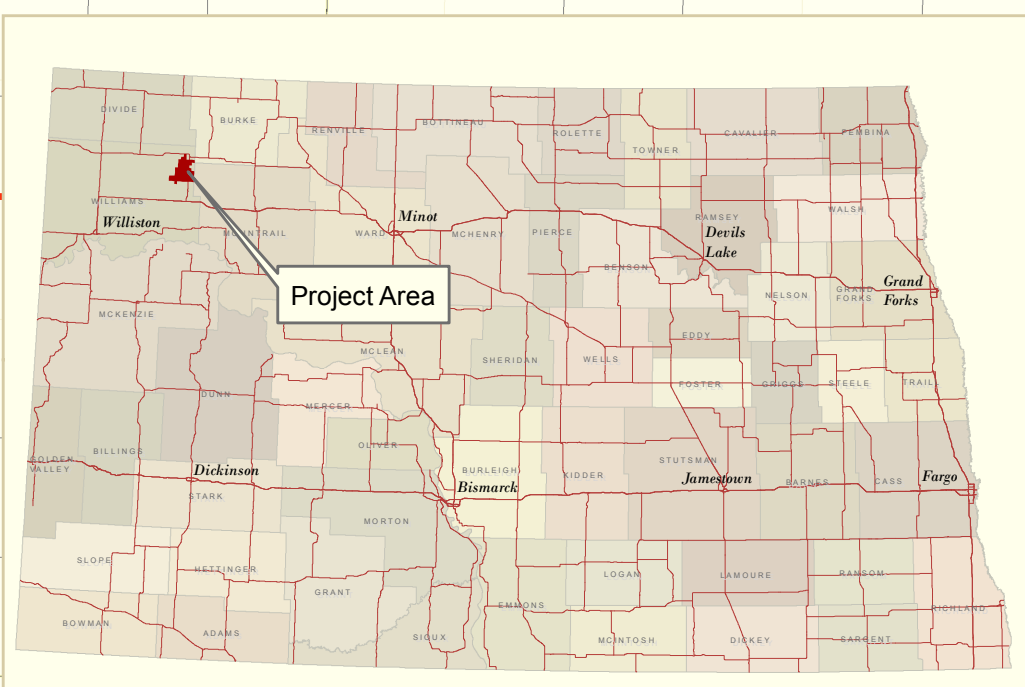 DIVIDE
BURKE
RENVILLE
BOTTINEAU
ROLETTE
TOWNER
CAVALIER
PEMBINA
WILLIAMS
Williston
MOUNTRAIL
WARD
Minot
MCHENRY
PIERCE
RAMSEY
Devils
Lake
WALSH
BENSON
Project Area
NELSON
GRAND
FORKS
Grand
Forks
MCKENZIE
MCLEAN
SHERIDAN
WELLS
EDDY
FOSTER
GRIGGS
STEELE
TRAILL
DUNN
MERCER
OLIVER
GOLDEN
VALLEY
BILLINGS
Dickinson
STARK
BURLEIGH
Bismarck
KIDDER
STUTSMAN
Jamestown
BARNES
CASS
Fargo
MORTON
SLOPE
HETTINGER
GRANT
LOGAN
LAMOURE
RANSOM
EMMONS
RICHLAND
BOWMAN
ADAMS
SIOUX
MCINTOSH
DICKEY
SARGENT